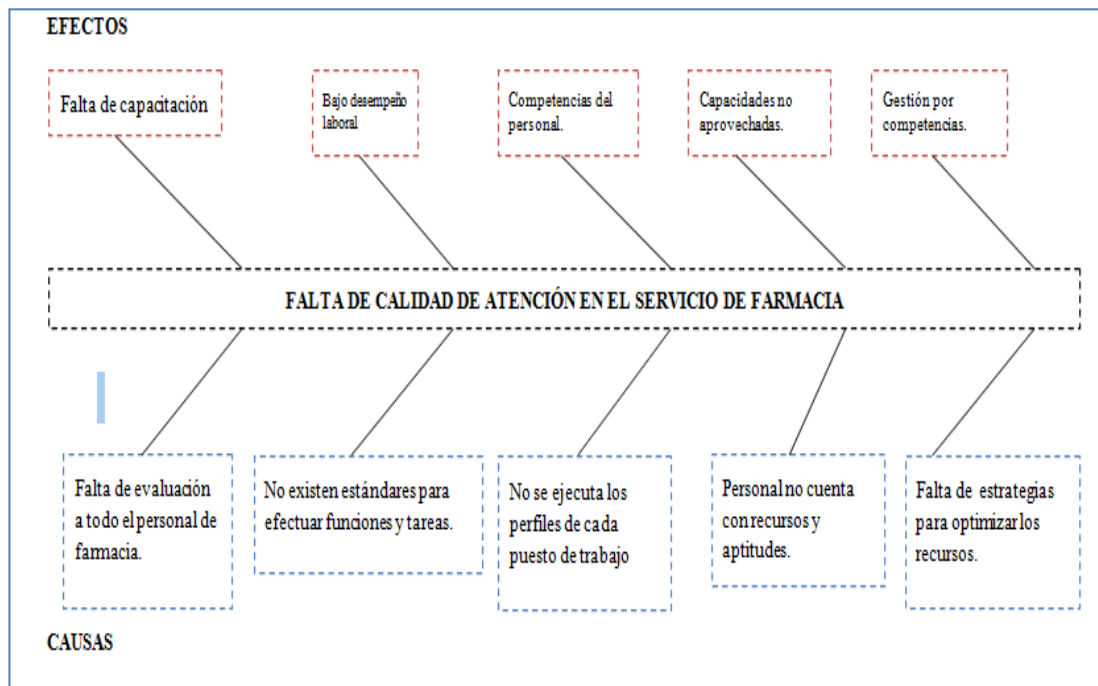 EFECTOS
Falta de capacitación
Bajo desempeño
laboral
Competencias del
personal.
Capacidades no
aprovechadas.
Gestión por
competencias.
FALTA DE CALIDAD DE ATENCIÓN EN EL SERVICIO DE FARMACIA
Falta de evaluación
a todo el personal de
farmacia.
No existen estándares para
efectuar funciones y tareas.
No se ejecuta los
perfiles de cada
puesto de trabajo
Personal no cuenta
con recursos y
aptitudes.
Falta de estrategias
para optimizar los
recursos.
CAUSAS